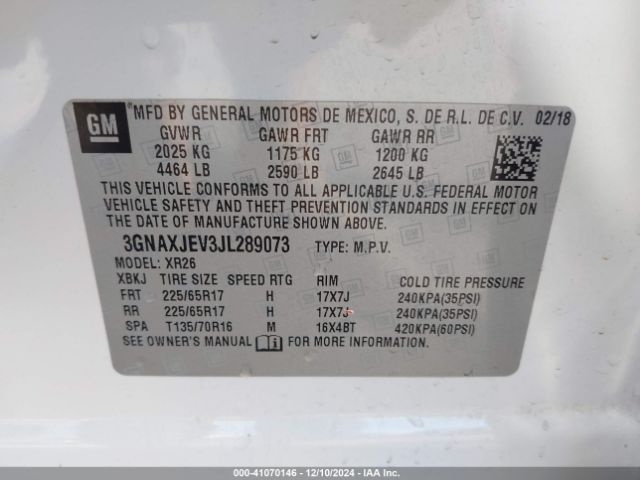 GM
MFD BY GENERAL MOTORS DE MEXICO, S. DE R.L. DE C.V. 02/18
GVWR GAWR FRT GAWR RR
2025 KG 1175 KG 1200 KG
4464 LB 2590 LB 2645 LB
THIS VEHICLE CONFORMS TO ALL APPLICABLE U.S. FEDERAL MOTOR
VEHICLE SAFETY AND THEFT PREVENTION STANDARDS IN EFFECT ON
THE DATE OF MANUFACTURE SHOWN ABOVE.
3GNAXJEV3JL289073 TYPE: M.P.V.
MODEL: XR26
XBKJ TIRE SIZE SPEED RTG RIM COLD TIRE PRESSURE
FRT 225/65R17 H 17X7J 240KPA(35PSI)
RR 225/65R17 H 17X7J 240KPA(35PSI)
SPA T135/70R16 M 16X4BT 420KPA(60PSI)
SEE OWNER'S MANUAL FOR MORE INFORMATION.
000-41070146 - 12/10/2024 - IAA Inc.